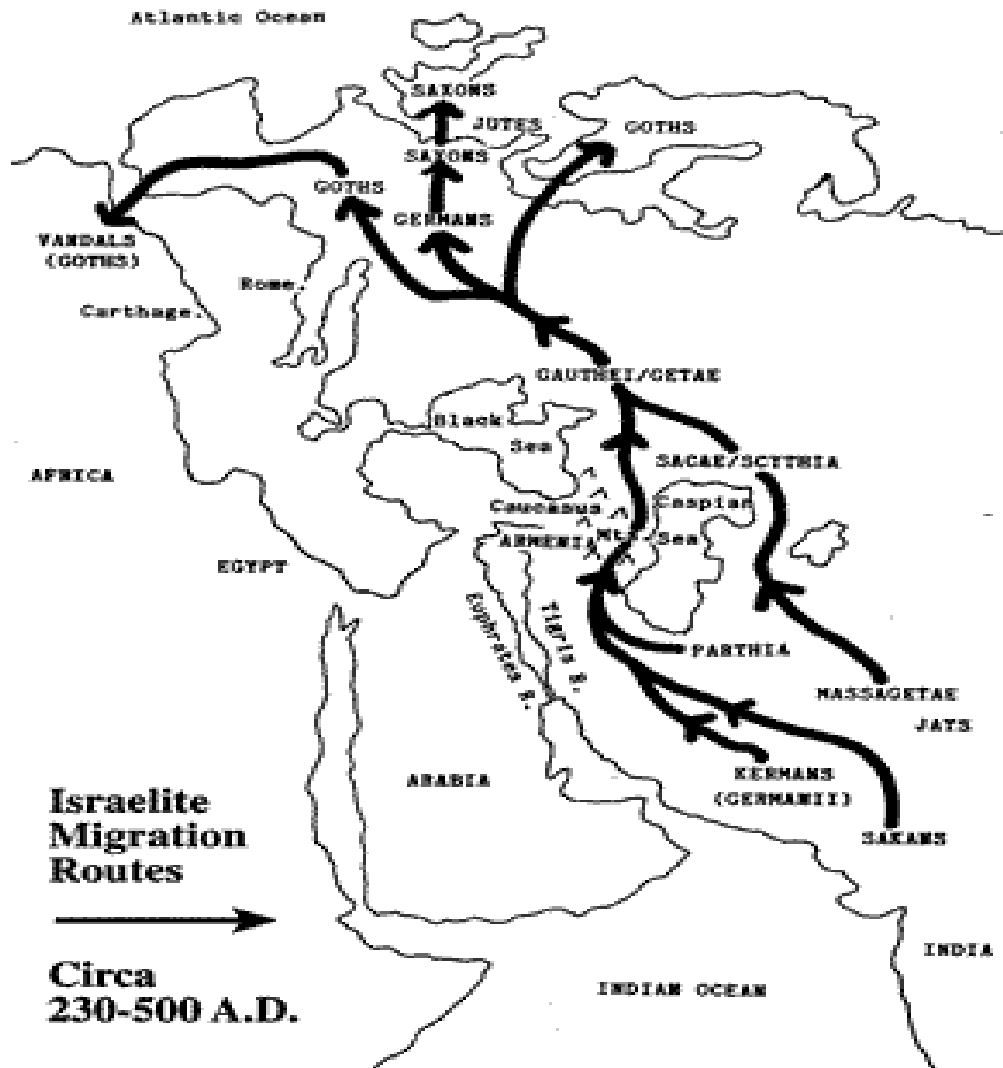 Atlantic Ocean
SAXONS
JUTES
GOTHS
SAXONS
GOTHS
GERMANS
VANDALS
(GOTHS)
Rome.
Carthage.
GAUTHEI/GETAE
Black
Sea
SACAE/SCYTHIA
AFRICA
Caucasus
Caspian
Mts
Sea
ARMENIA
EGYPT
Euphrates R.
Tigris R.
PARTHIA
MASSAGETAE
JATS
ARABIA
KERMANS
(GERMANII)
SAKANS
Israelite
Migration
Routes
INDIA
Circa
230-500 A.D.
INDIAN OCEAN